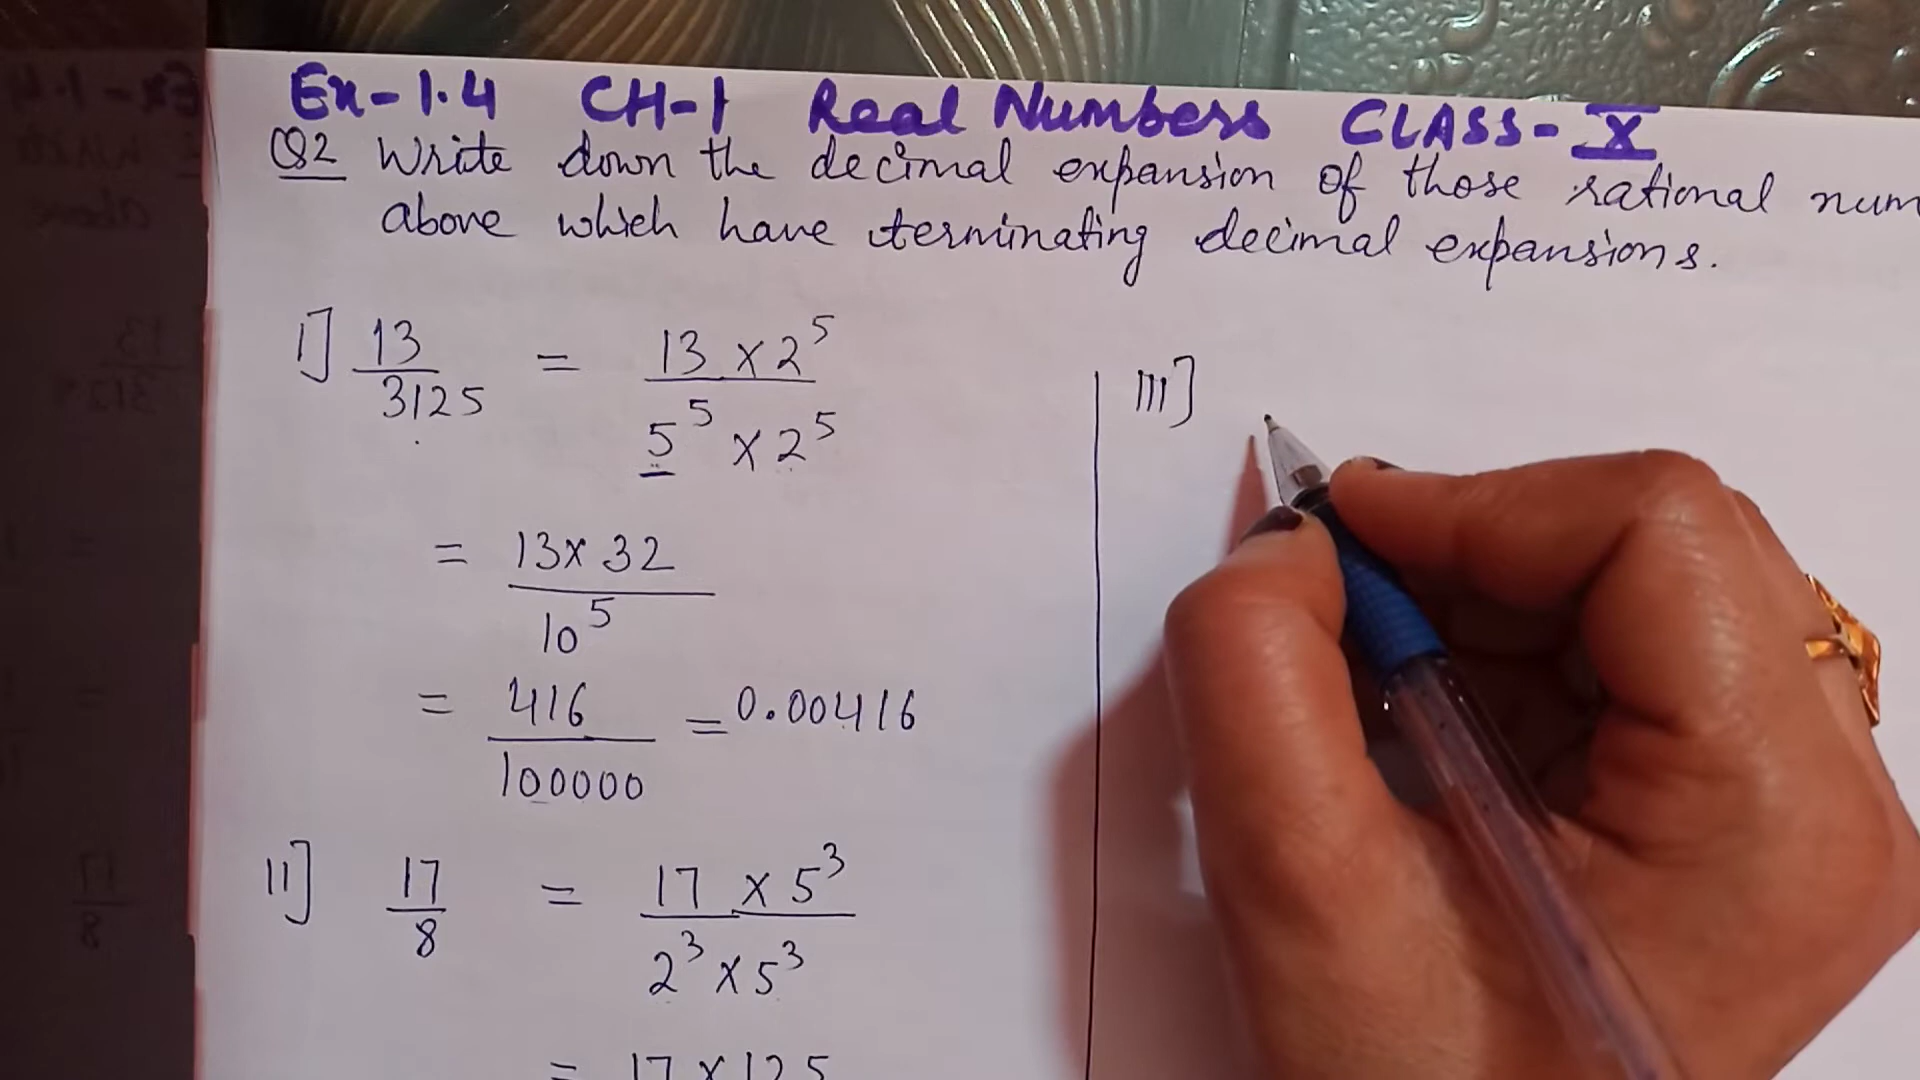 Ex-1.4 CH-1 Real Numbers CLASS-X
Q2 Write down the decimal expansion of those rational num
above which have terminating decimal expansions.
I] 13/3125 = 13 × 2^5 / 5^5 × 2^5
= 13 × 32 / 10^5
= 416 / 100000 = 0.00416
II] 17/8 = 17 × 5^3 / 2^3 × 5^3
= 17 × 125
III]